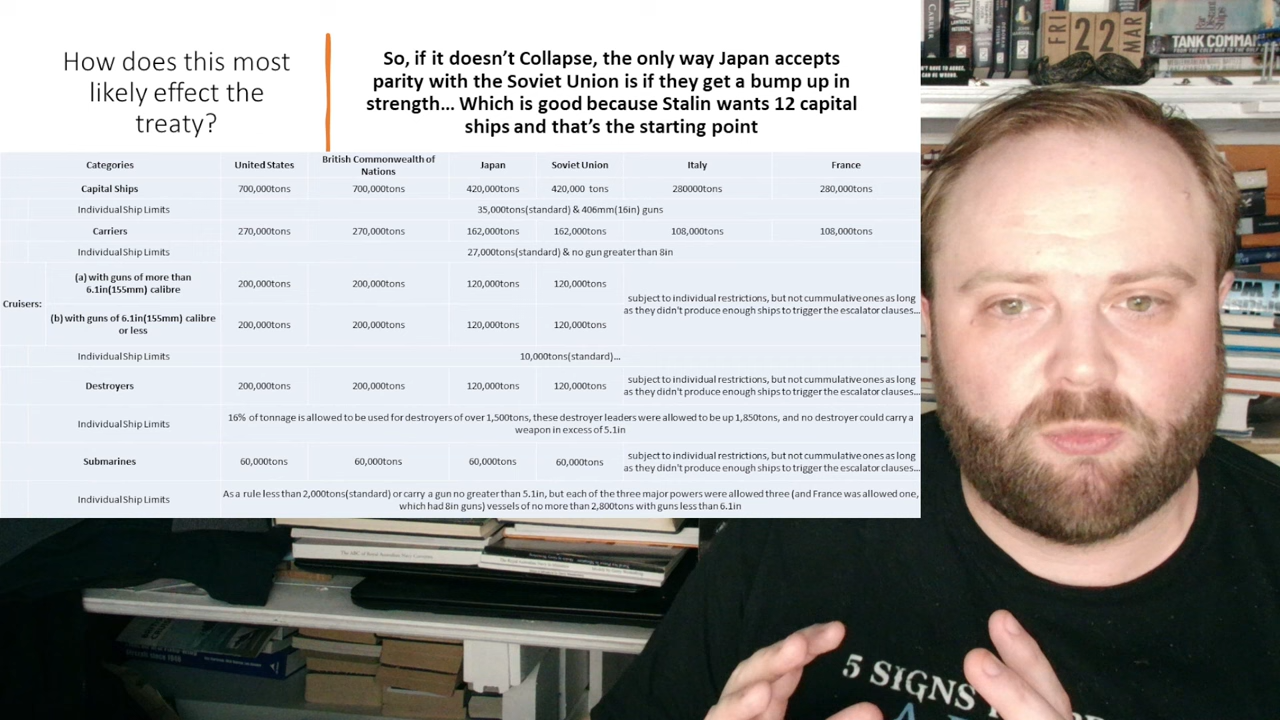 How does this most
likely effect the
treaty?
So, if it doesn't Collapse, the only way Japan accepts
parity with the Soviet Union is if they get a bump up in
strength... Which is good because Stalin wants 12 capital
ships and that's the starting point
Categories United States British Commonwealth of Nations Japan Soviet Union Italy France
Capital Ships 700,000tons 700,000tons 420,000tons 420,000 tons 280000tons 280,000tons
Individual Ship Limits 35,000tons(standard) & 406mm(16in) guns
Carriers 270,000tons 270,000tons 162,000tons 162,000tons 108,000tons 108,000tons
Individual Ship Limits 27,000tons(standard) & no gun greater than 8in
Cruisers:
(a) with guns of more than
6.1in(155mm) calibre
200,000tons 200,000tons 120,000tons 120,000tons
(b) with guns of 6.1in(155mm) calibre
or less
200,000tons 200,000tons 120,000tons 120,000tons
subject to individual restrictions, but not cummulative ones as long
as they didn't produce enough ships to trigger the escalator clauses...
Individual Ship Limits 10,000tons(standard)...
Destroyers 200,000tons 200,000tons 120,000tons 120,000tons
subject to individual restrictions, but not cummulative ones as long
as they didn't produce enough ships to trigger the escalator clauses...
Individual Ship Limits
16% of tonnage is allowed to be used for destroyers of over 1,500tons, these destroyer leaders were allowed to be up 1,850tons, and no destroyer could carry a
weapon in excess of 5.1in
Submarines 60,000tons 60,000tons 60,000tons 60,000tons
subject to individual restrictions, but not cummulative ones as long
as they didn't produce enough ships to trigger the escalator clauses...
Individual Ship Limits
As a rule less than 2,000tons(standard) or carry a gun no greater than 5.1in, but each of the three major powers were allowed three (and France was allowed one,
which had 8in guns) vessels of no more than 2,800tons with guns less than 6.1in
FRI 22 MAR
TANK
5 SIGNS